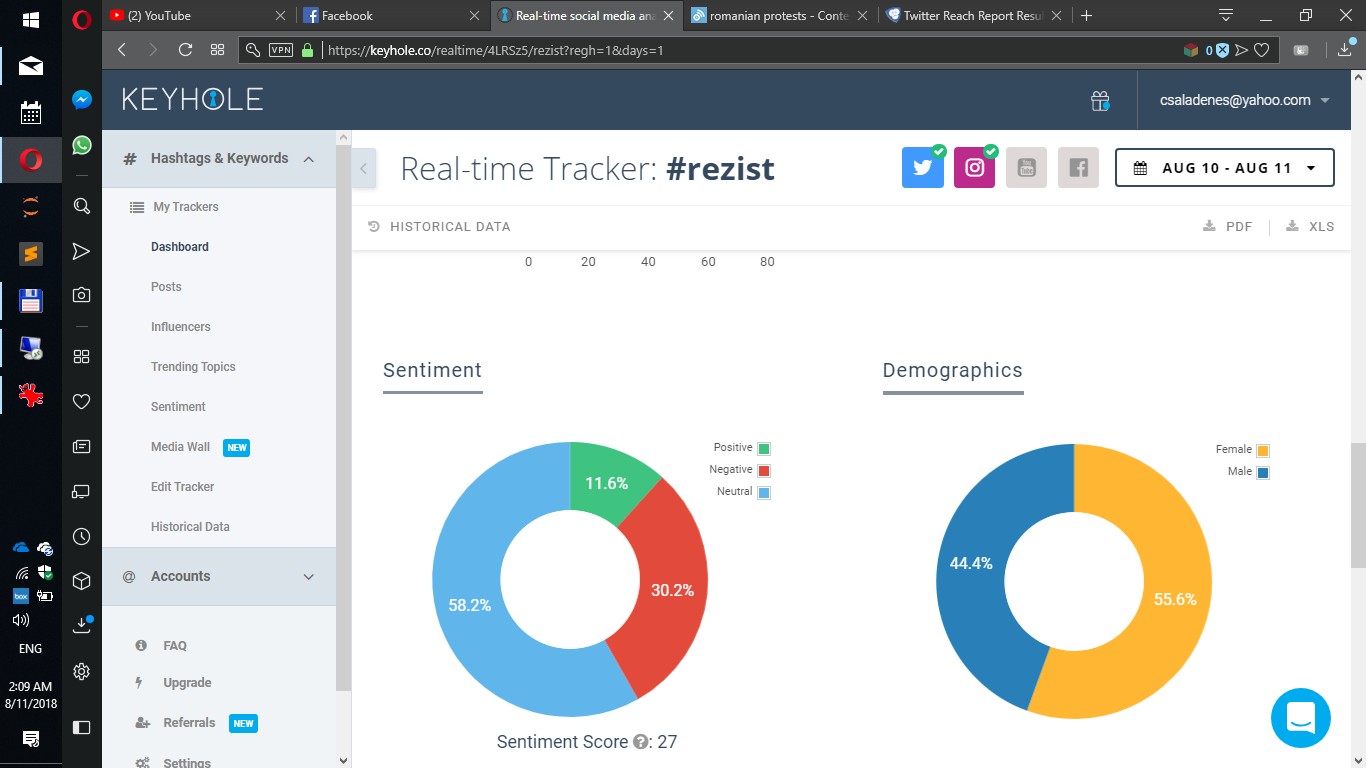 (2) YouTube
Facebook
Real-time social media ana
romanian protests - Conte
Twitter Reach Report Resul
VPN
https://keyhole.co/realtime/4LRSz5/rezist?regh=1&days=1
0
KEYHOLE
csaladenes@yahoo.com
# Hashtags & Keywords
My Trackers
Dashboard
Posts
Influencers
Trending Topics
Sentiment
Media Wall NEW
Edit Tracker
Historical Data
@ Accounts
FAQ
Upgrade
Referrals NEW
Settings
Real-time Tracker: #rezist
AUG 10 - AUG 11
HISTORICAL DATA
PDF
XLS
0 20 40 60 80
Sentiment
Positive
Negative
Neutral
11.6%
30.2%
58.2%
Sentiment Score ?: 27
Demographics
Female
Male
44.4%
55.6%
box
ENG
2:09 AM
8/11/2018